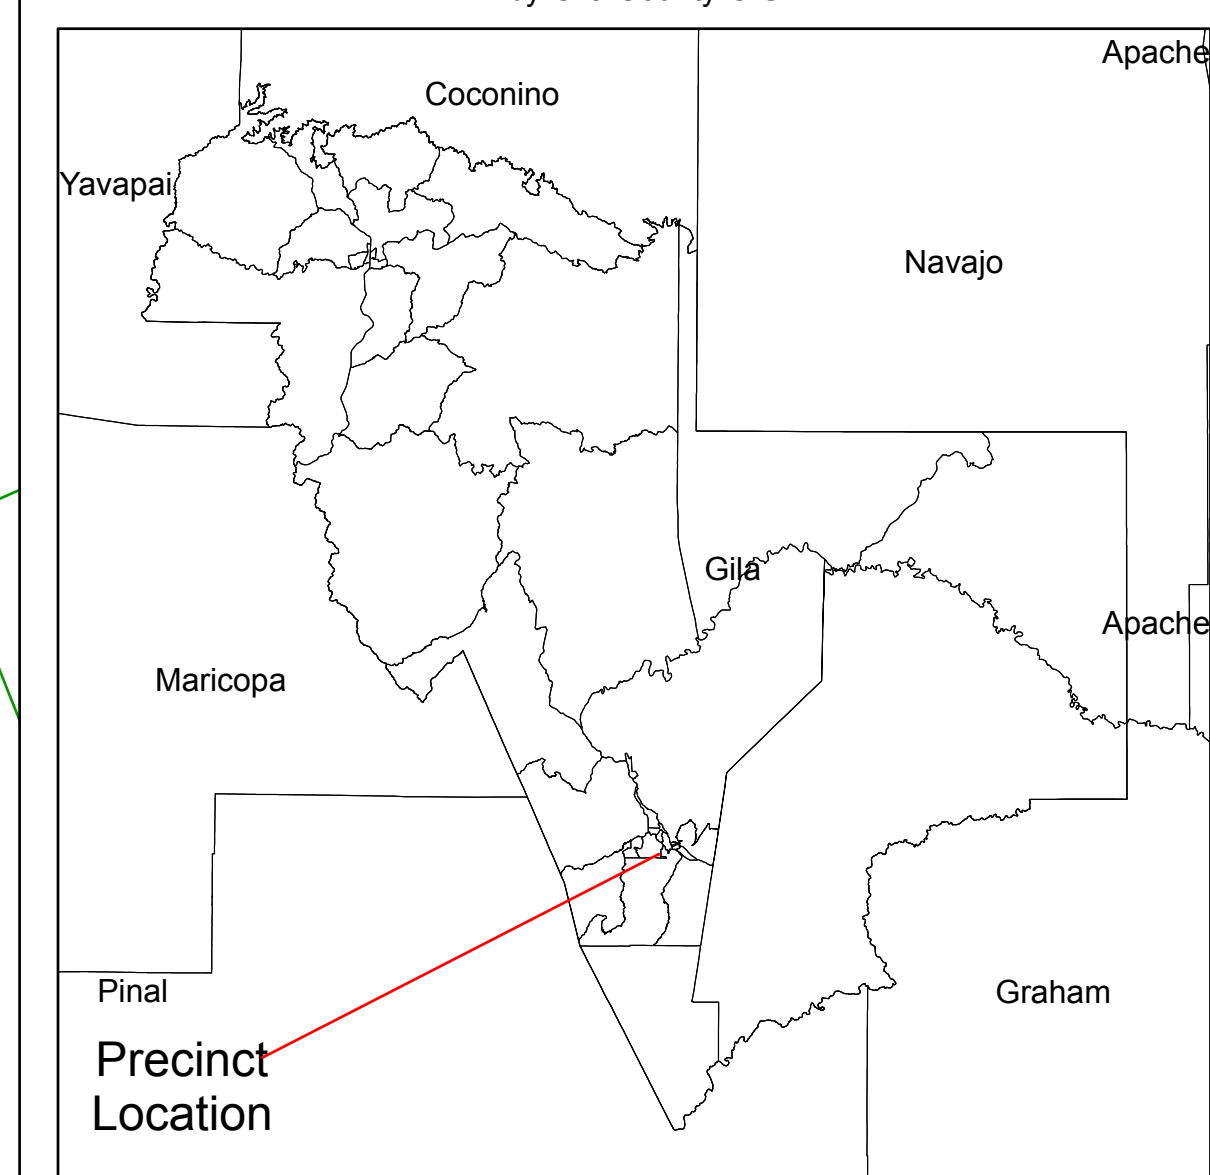 Apache
Coconino
Yavapai
Navajo
Gila
Apache
Maricopa
Pinal
Graham
Precinct
Location